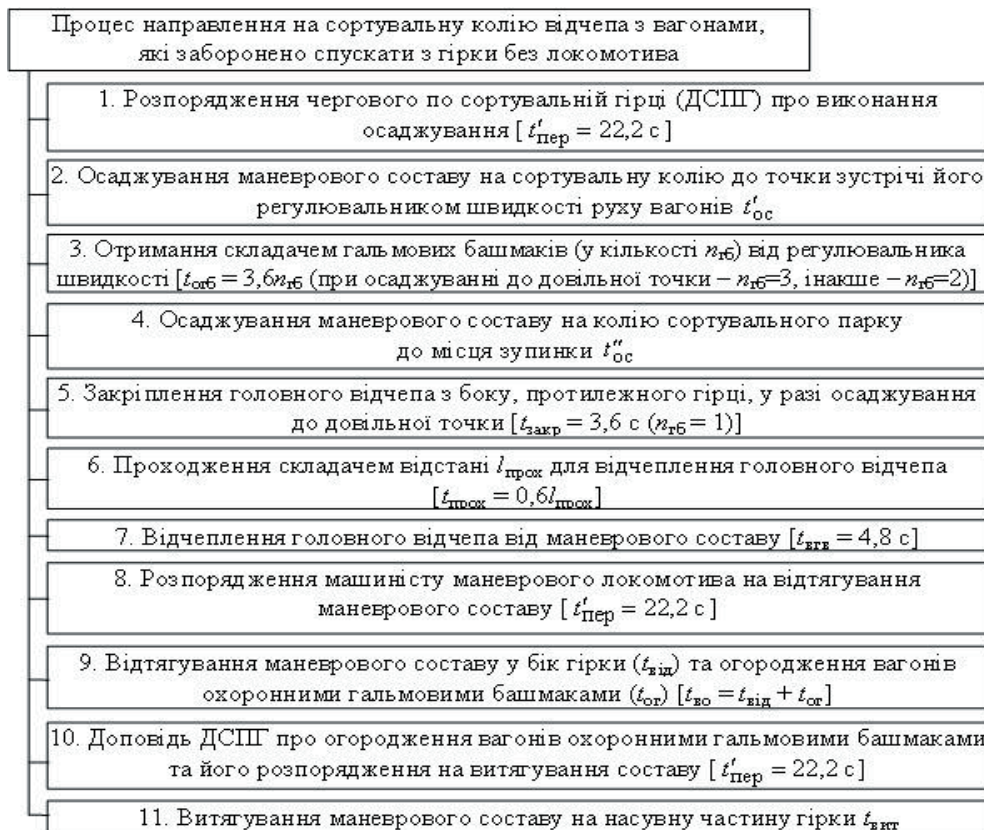 Процес направлення на сортувальну колію відчепа з вагонами,
які заборонено спускати з гірки без локомотива
1. Розпорядження чергового по сортувальній гірці (ДСПГ) про виконання
осаджування [ t′пер = 22,2 с ]
2. Осаджування маневрового составу на сортувальну колію до точки зустрічі його
регулювальником швидкості руху вагонів t′ос
3. Отримання складачем гальмових башмаків (у кількості nгб) від регулювальника
швидкості [tогб = 3,6nгб (при осаджуванні до довільної точки – nгб=3, інакше – nгб=2)]
4. Осаджування маневрового составу на колію сортувального парку
до місця зупинки t″ос
5. Закріплення головного відчепа з боку, протилежного гірці, у разі осаджування
до довільної точки [tзакр = 3,6 с (nгб = 1)]
6. Проходження складачем відстані lпрох для відчеплення головного відчепа
[tпрох = 0,6lпрох]
7. Відчеплення головного відчепа від маневрового составу [tвгв = 4,8 с]
8. Розпорядження машиністу маневрового локомотива на відтягування
маневрового составу [ t′пер = 22,2 с ]
9. Відтягування маневрового составу у бік гірки (tвід) та огородження вагонів
охоронними гальмовими башмаками (tог) [tво = tвід + tог]
10. Доповідь ДСПГ про огородження вагонів охоронними гальмовими башмаками
та його розпорядження на витягування составу [ t′пер = 22,2 с ]
11. Витягування маневрового составу на насувну частину гірки tвит